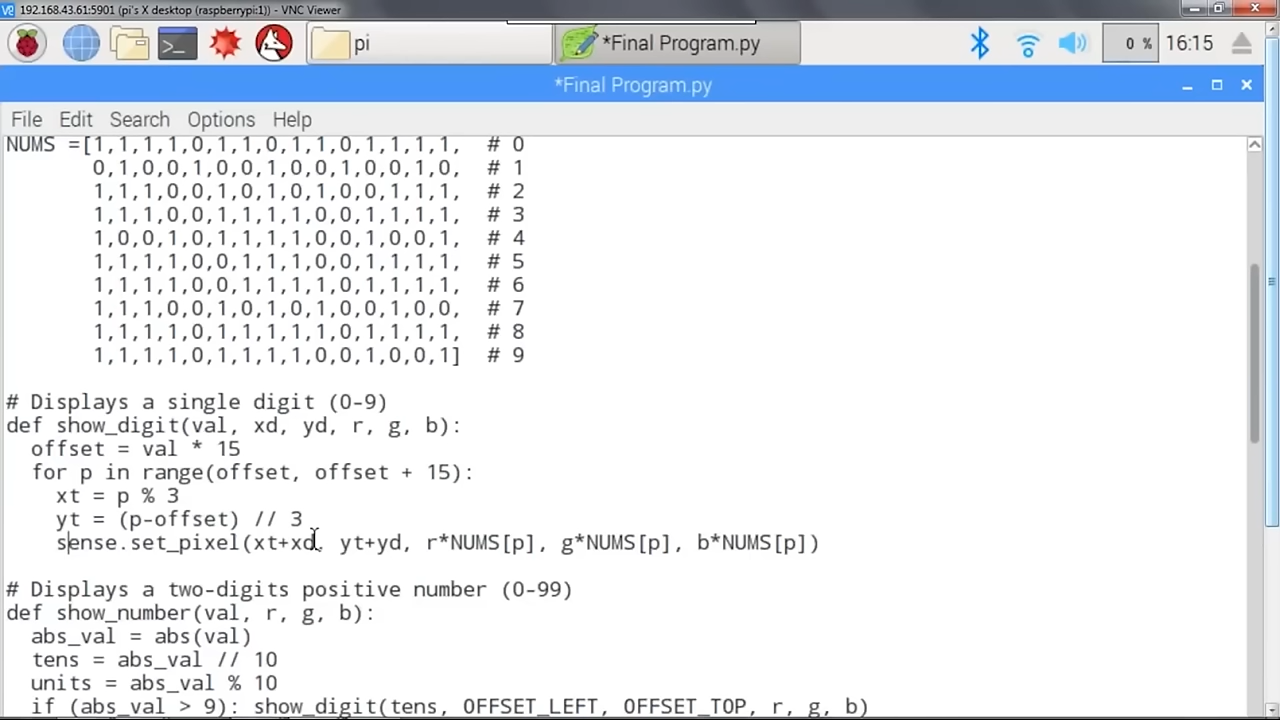 192.168.43.61:5901 (pi's X desktop (raspberrypi:1)) - VNC Viewer
pi
*Final Program.py
0 %
16:15
*Final Program.py
File Edit Search Options Help
NUMS =[1,1,1,1,0,1,1,0,1,1,0,1,1,1,1, # 0
0,1,0,0,1,0,0,1,0,0,1,0,0,1,0, # 1
1,1,1,0,0,1,0,1,0,1,0,0,1,1,1, # 2
1,1,1,0,0,1,1,1,1,0,0,1,1,1,1, # 3
1,0,0,1,0,1,1,1,1,0,0,1,0,0,1, # 4
1,1,1,1,0,0,1,1,1,0,0,1,1,1,1, # 5
1,1,1,1,0,0,1,1,1,1,0,1,1,1,1, # 6
1,1,1,0,0,1,0,1,0,1,0,0,1,0,0, # 7
1,1,1,1,0,1,1,1,1,1,0,1,1,1,1, # 8
1,1,1,1,0,1,1,1,1,0,0,1,0,0,1] # 9
# Displays a single digit (0-9)
def show_digit(val, xd, yd, r, g, b):
offset = val * 15
for p in range(offset, offset + 15):
xt = p % 3
yt = (p-offset) // 3
sense.set_pixel(xt+xd, yt+yd, r*NUMS[p], g*NUMS[p], b*NUMS[p])
# Displays a two-digits positive number (0-99)
def show_number(val, r, g, b):
abs_val = abs(val)
tens = abs_val // 10
units = abs_val % 10
if (abs_val > 9): show_digit(tens, OFFSET_LEFT, OFFSET_TOP, r, g, b)